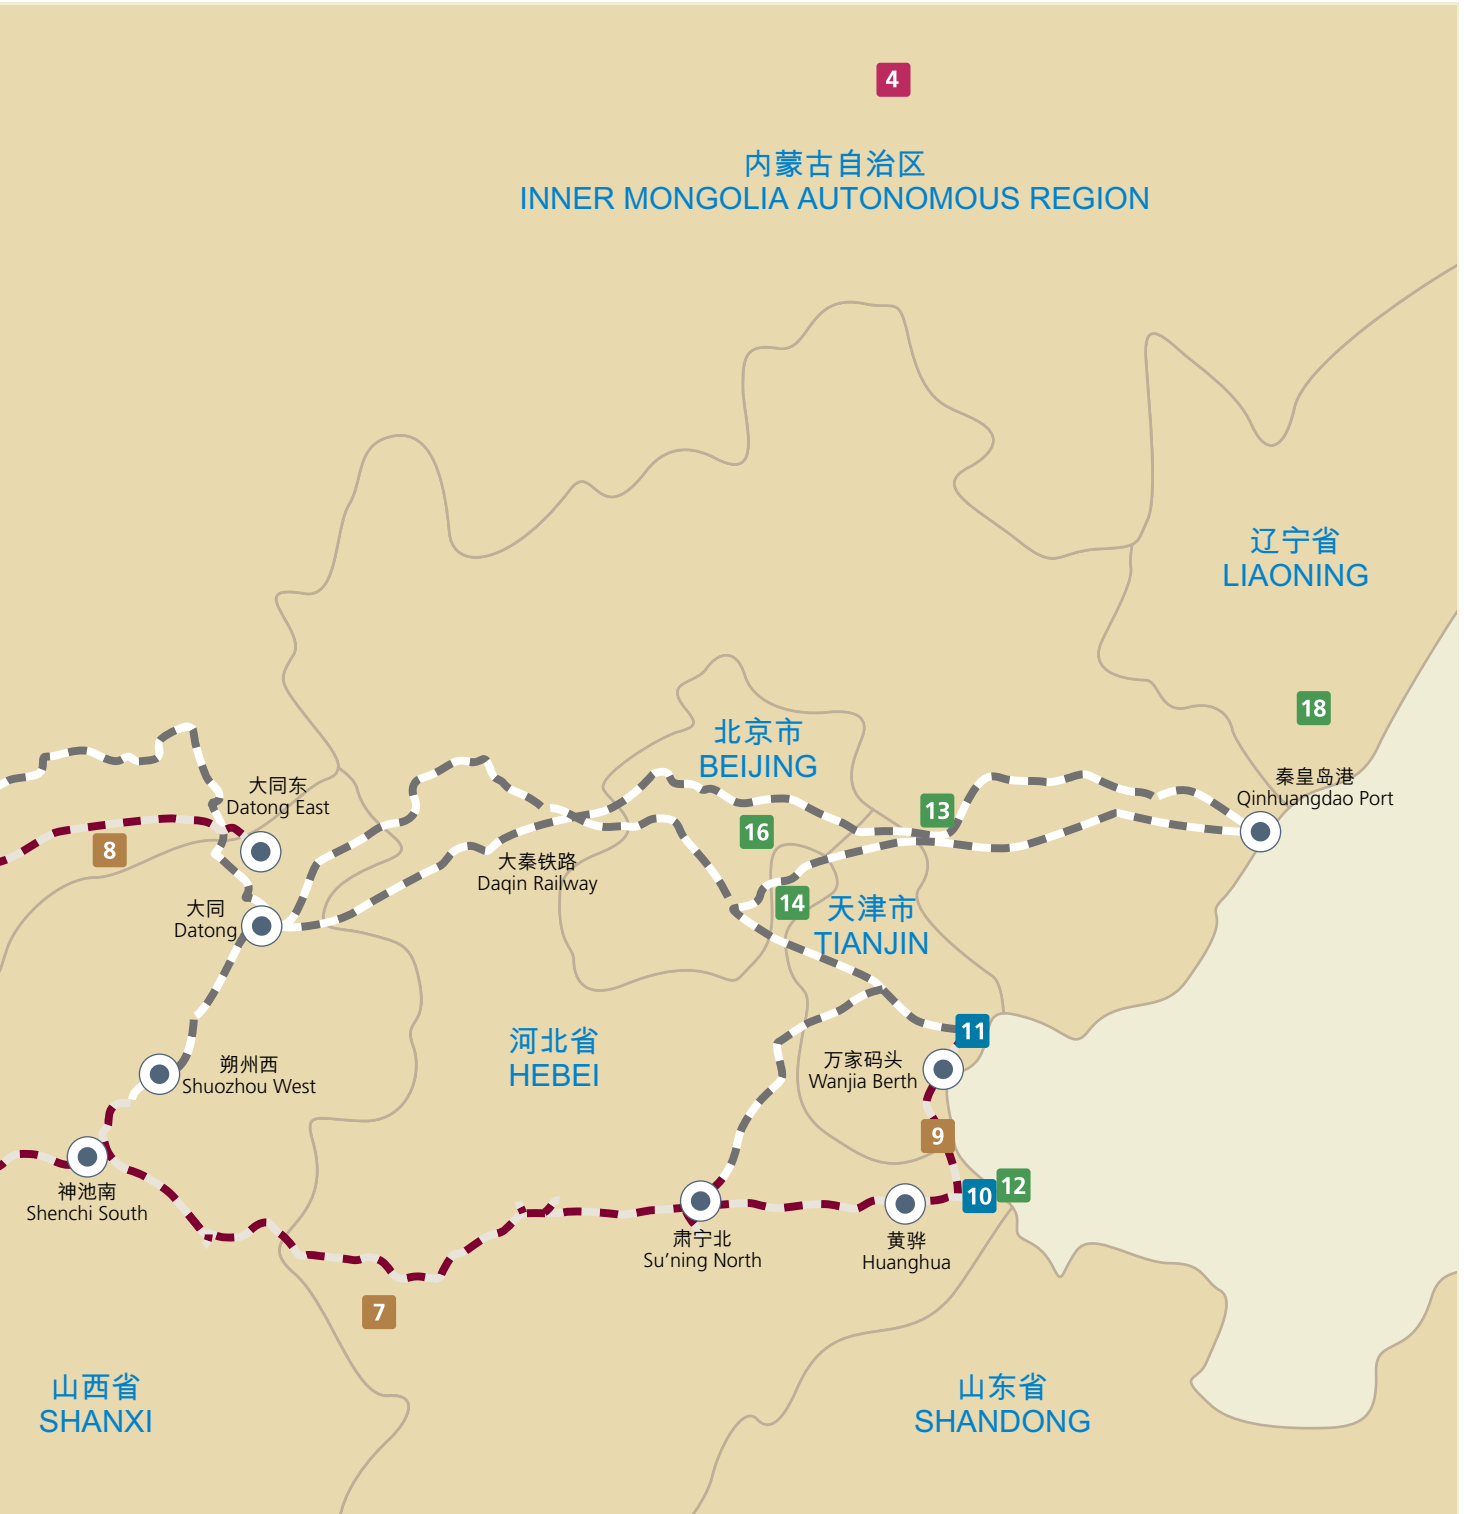 4
内蒙古自治区
INNER MONGOLIA AUTONOMOUS REGION
辽宁省
LIAONING
18
北京市
BEIJING
秦皇岛港
Qinhuangdao Port
大同东
Datong East
13
16
8
大秦铁路
Daqin Railway
14
大同
Datong
天津市
TIANJIN
11
河北省
HEBEI
万家码头
Wanjia Berth
朔州西
Shuozhou West
9
神池南
Shenchi South
10
12
肃宁北
Su’ning North
黄骅
Huanghua
7
山西省
SHANXI
山东省
SHANDONG